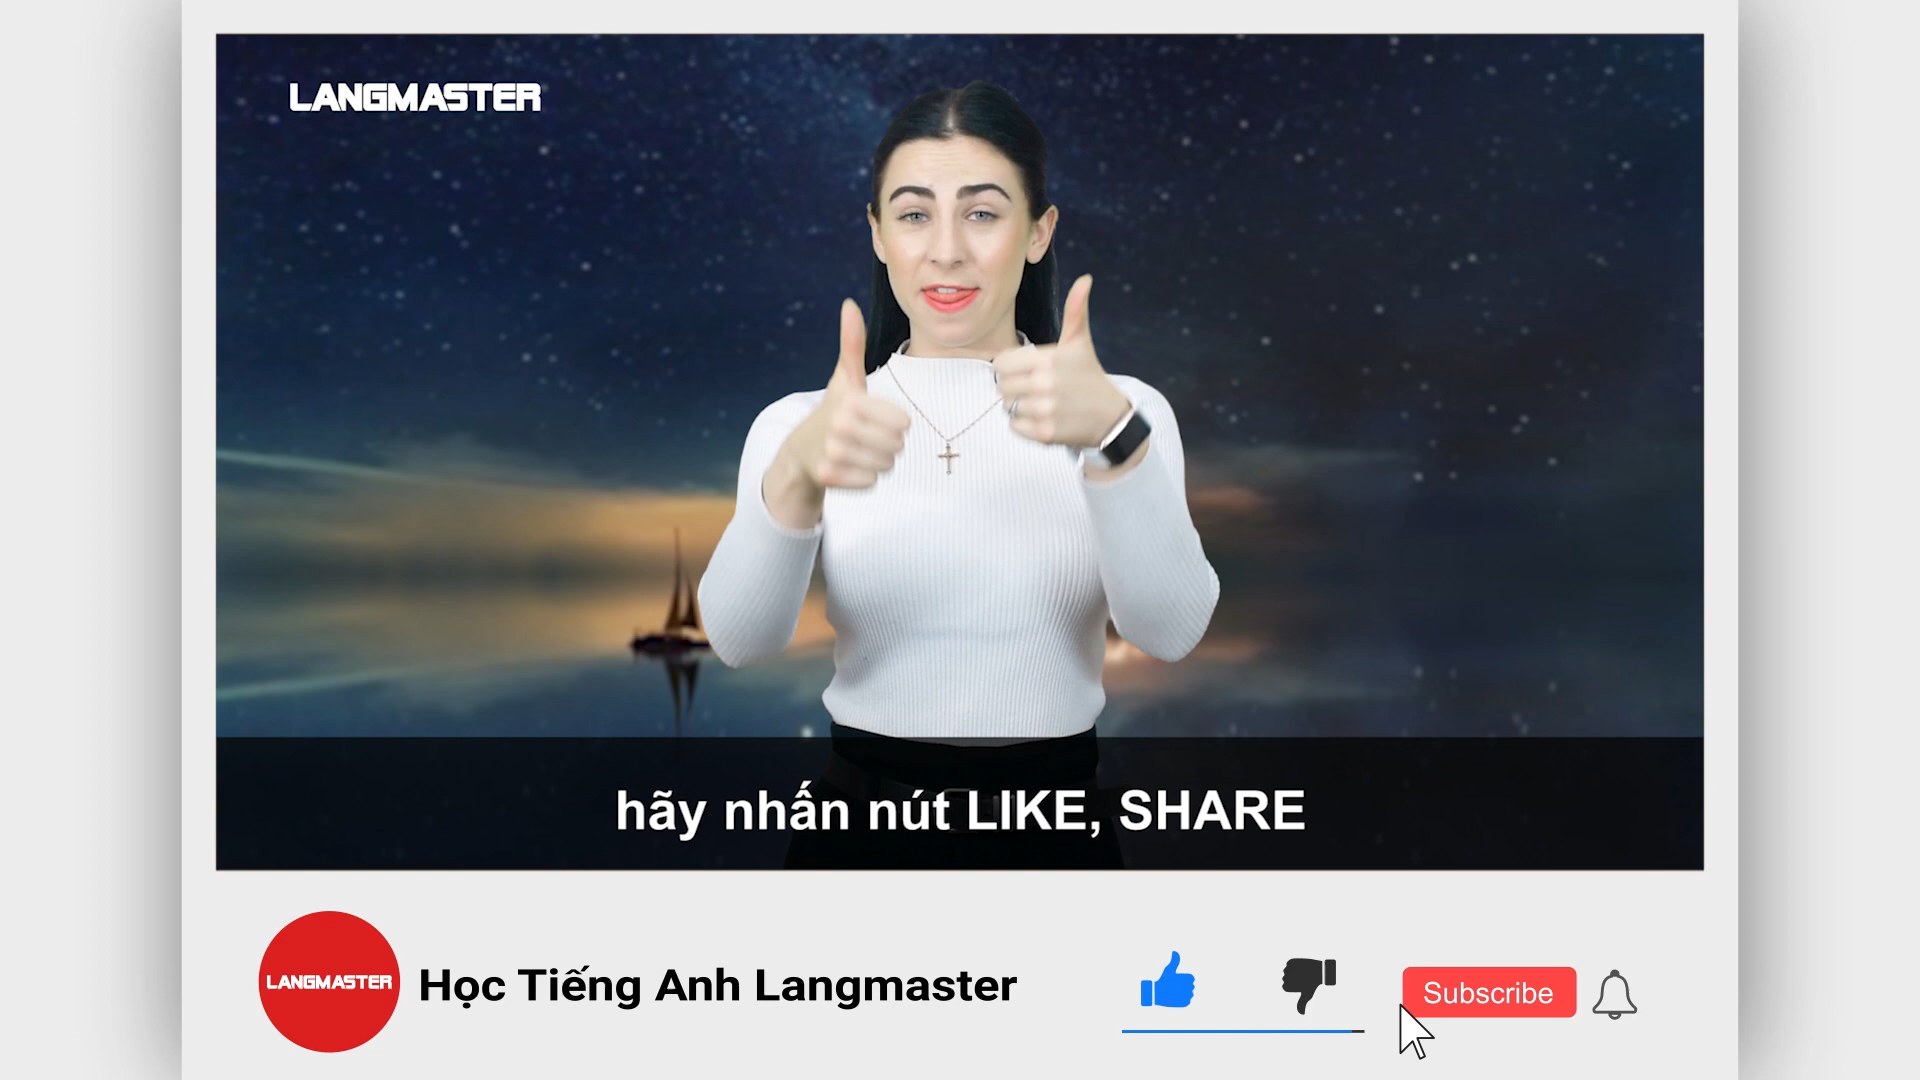 LANGMASTER
hãy nhấn nút LIKE, SHARE
LANGMASTER
Học Tiếng Anh Langmaster
Subscribe